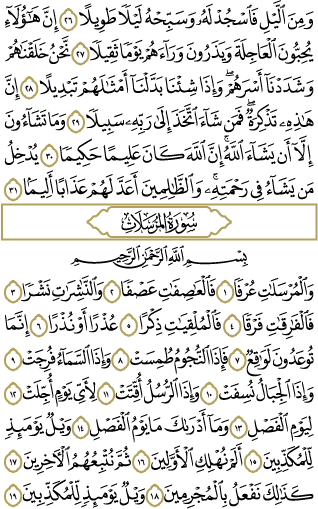 وَمِنَ ٱلَّيْلِ فَٱسْجُدْ لَهُۥ وَسَبِّحْهُ لَيْلًا طَوِيلًا ٢٦ إِنَّ هَٰٓؤُلَآءِ
يُحِبُّونَ ٱلْعَاجِلَةَ وَيَذَرُونَ وَرَآءَهُمْ يَوْمًا ثَقِيلًا ٢٧ نَّحْنُ خَلَقْنَٰهُمْ
وَشَدَدْنَآ أَسْرَهُمْ ۖ وَإِذَا شِئْنَا بَدَّلْنَآ أَمْثَٰلَهُمْ تَبْدِيلًا ٢٨ إِنَّ
هَٰذِهِۦ تَذْكِرَةٌ ۖ فَمَن شَآءَ ٱتَّخَذَ إِلَىٰ رَبِّهِۦ سَبِيلًا ٢٩ وَمَا تَشَآءُونَ
إِلَّآ أَن يَشَآءَ ٱللَّهُ ۚ إِنَّ ٱللَّهَ كَانَ عَلِيمًا حَكِيمًا ٣٠ يُدْخِلُ
مَن يَشَآءُ فِى رَحْمَتِهِۦ ۚ وَٱلظَّٰلِمِينَ أَعَدَّ لَهُمْ عَذَابًا أَلِيمًۢا ٣١
سُورَةُ المُرْسَلَات
بِسْمِ ٱللَّهِ ٱلرَّحْمَٰنِ ٱلرَّحِيمِ
وَٱلْمُرْسَلَٰتِ عُرْفًا ١ فَٱلْعَٰصِفَٰتِ عَصْفًا ٢ وَٱلنَّٰشِرَٰتِ نَشْرًا ٣
فَٱلْفَٰرِقَٰتِ فَرْقًا ٤ فَٱلْمُلْقِيَٰتِ ذِكْرًا ٥ عُذْرًا أَوْ نُذْرًا ٦ إِنَّمَا
تُوعَدُونَ لَوَٰقِعٌ ٧ فَإِذَا ٱلنُّجُومُ طُمِسَتْ ٨ وَإِذَا ٱلسَّمَآءُ فُرِجَتْ ٩
وَإِذَا ٱلْجِبَالُ نُسِفَتْ ١٠ وَإِذَا ٱلرُّسُلُ أُقِّتَتْ ١١ لِأَىِّ يَوْمٍ أُجِّلَتْ ١٢
لِيَوْمِ ٱلْفَصْلِ ١٣ وَمَآ أَدْرَىٰكَ مَا يَوْمُ ٱلْفَصْلِ ١٤ وَيْلٌ يَوْمَئِذٍ
لِّلْمُكَذِّبِينَ ١٥ أَلَمْ نُهْلِكِ ٱلْأَوَّلِينَ ١٦ ثُمَّ نُتْبِعُهُمُ ٱلْءَاخِرِينَ ١٧
كَذَٰلِكَ نَفْعَلُ بِٱلْمُجْرِمِينَ ١٨ وَيْلٌ يَوْمَئِذٍ لِّلْمُكَذِّبِينَ ١٩